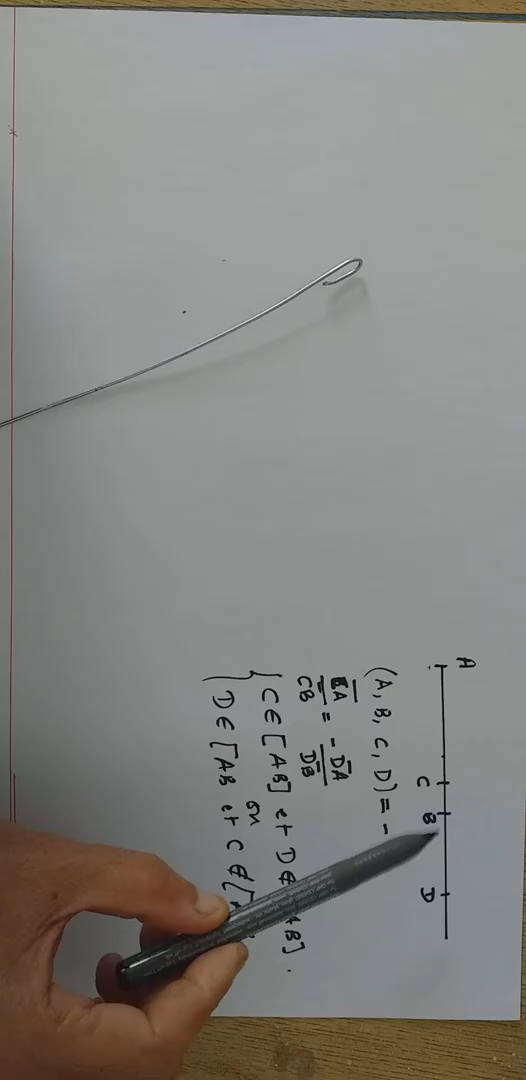 A C B D
(A, B, C, D) = -
CA/CB = - DA/DB
{ C ∈ [AB] et D ∉ AB].
ou
{ D ∈ [AB et C ∉ [A